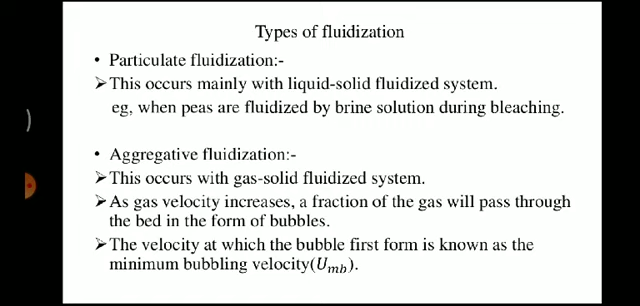 Types of fluidization
• Particulate fluidization:-
➢This occurs mainly with liquid-solid fluidized system.
eg, when peas are fluidized by brine solution during bleaching.
• Aggregative fluidization:-
➢This occurs with gas-solid fluidized system.
➢As gas velocity increases, a fraction of the gas will pass through
the bed in the form of bubbles.
➢The velocity at which the bubble first form is known as the
minimum bubbling velocity(U_mb).